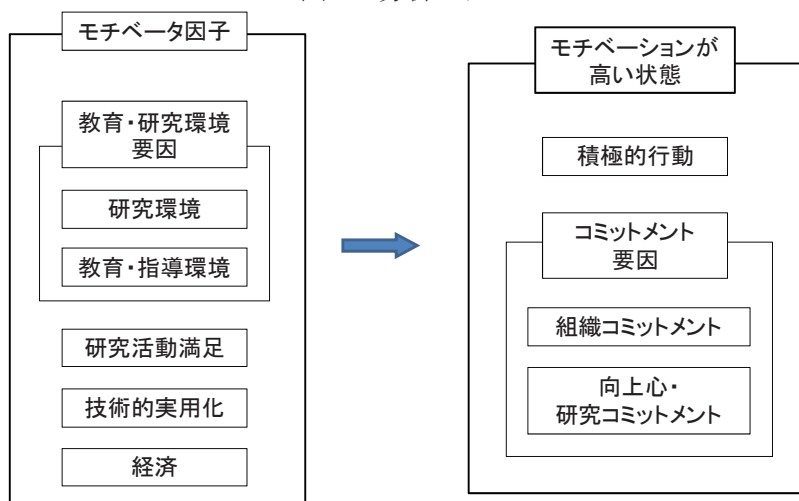 モチベータ因子
教育・研究環境
要因
研究環境
教育・指導環境
研究活動満足
技術的実用化
経済
モチベーションが
高い状態
積極的行動
コミットメント
要因
組織コミットメント
向上心・
研究コミットメント